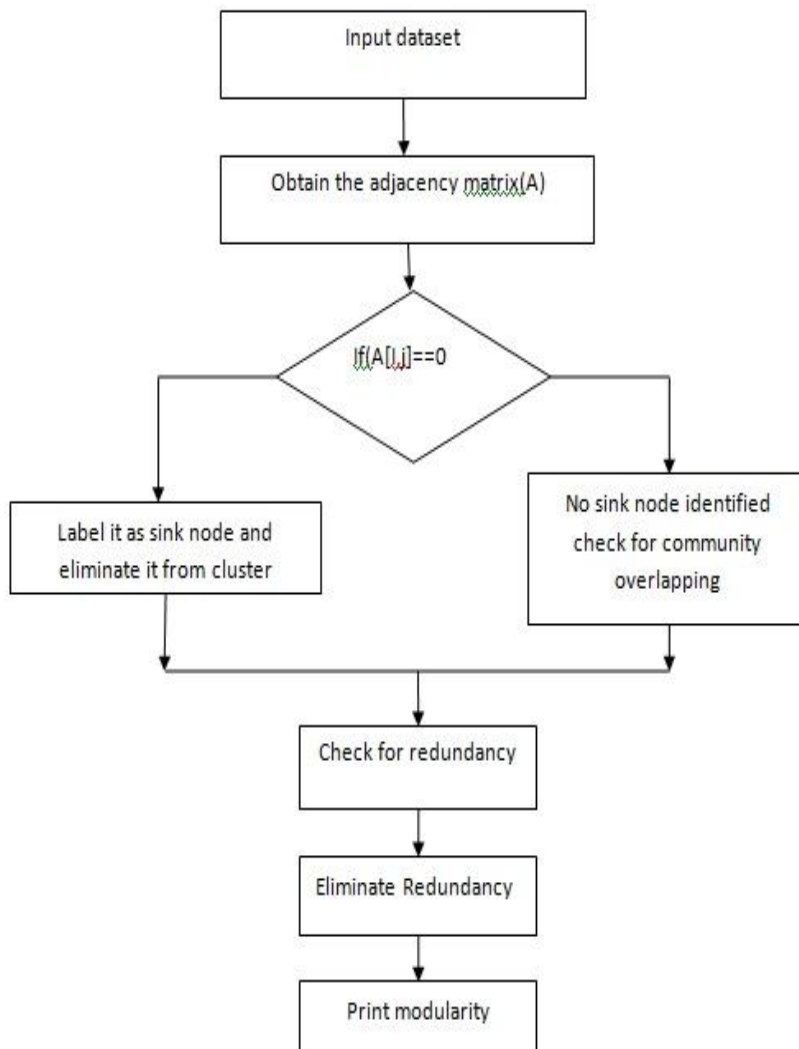 Input dataset
Obtain the adjacency matrix(A)
If(A[I,j]==0
Label it as sink node and
eliminate it from cluster
No sink node identified
check for community
overlapping
Check for redundancy
Eliminate Redundancy
Print modularity